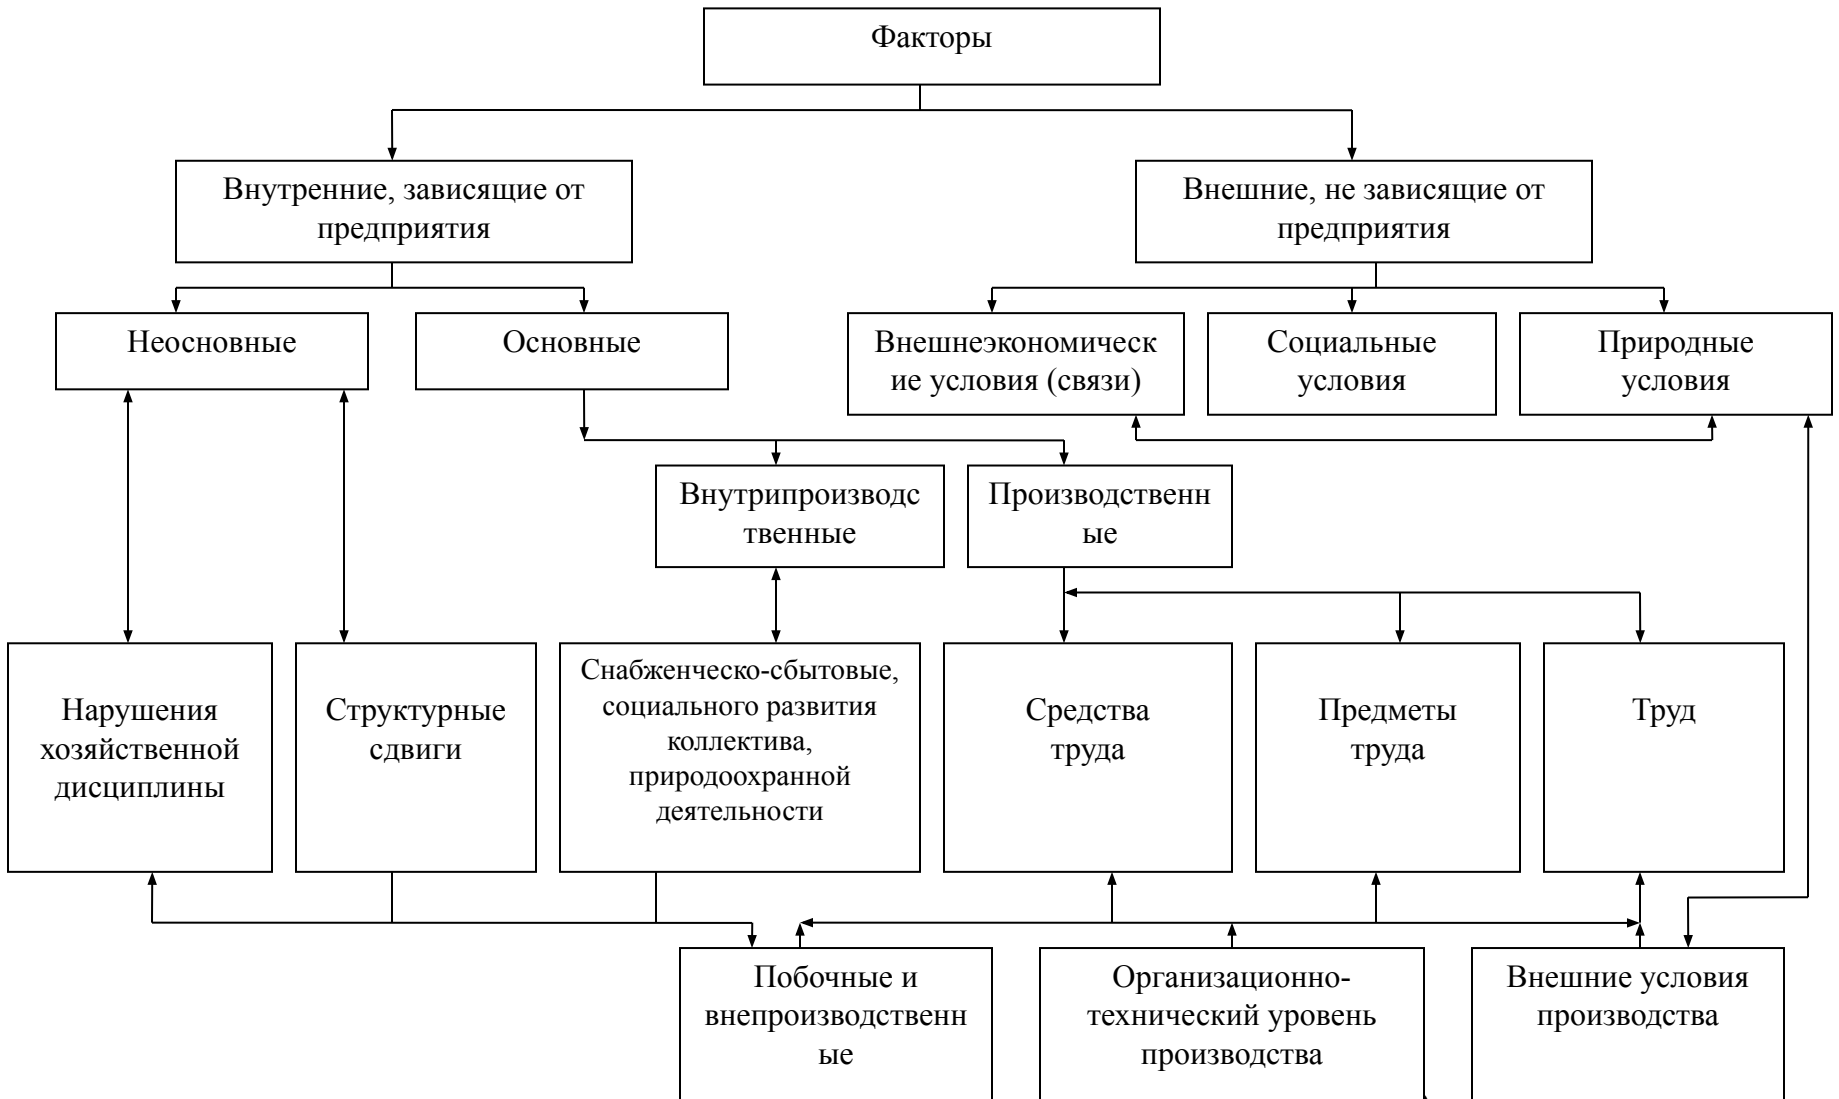 Факторы
Внутренние, зависящие от
предприятия
Внешние, не зависящие от
предприятия
Неосновные
Основные
Внешнеэкономическ
ие условия (связи)
Социальные
условия
Природные
условия
Внутрипроизводс
твенные
Производственн
ые
Нарушения
хозяйственной
дисциплины
Структурные
сдвиги
Снабженческо-сбытовые,
социального развития
коллектива,
природоохранной
деятельности
Средства
труда
Предметы
труда
Труд
Побочные и
внепроизводственн
ые
Организационно-
технический уровень
производства
Внешние условия
производства